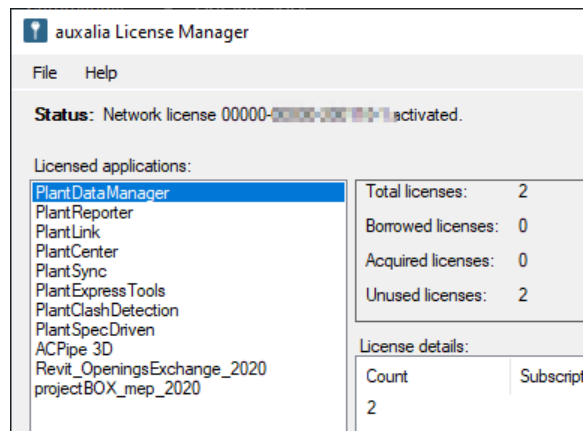 auxalia License Manager
File Help
Status: Network license 00000- activated.
Licensed applications:
PlantDataManager
PlantReporter
PlantLink
PlantCenter
PlantSync
PlantExpressTools
PlantClashDetection
PlantSpecDriven
ACPipe 3D
Revit_OpeningsExchange_2020
projectBOX_mep_2020
Total licenses: 2
Borrowed licenses: 0
Acquired licenses: 0
Unused licenses: 2
License details:
Count Subscript
2